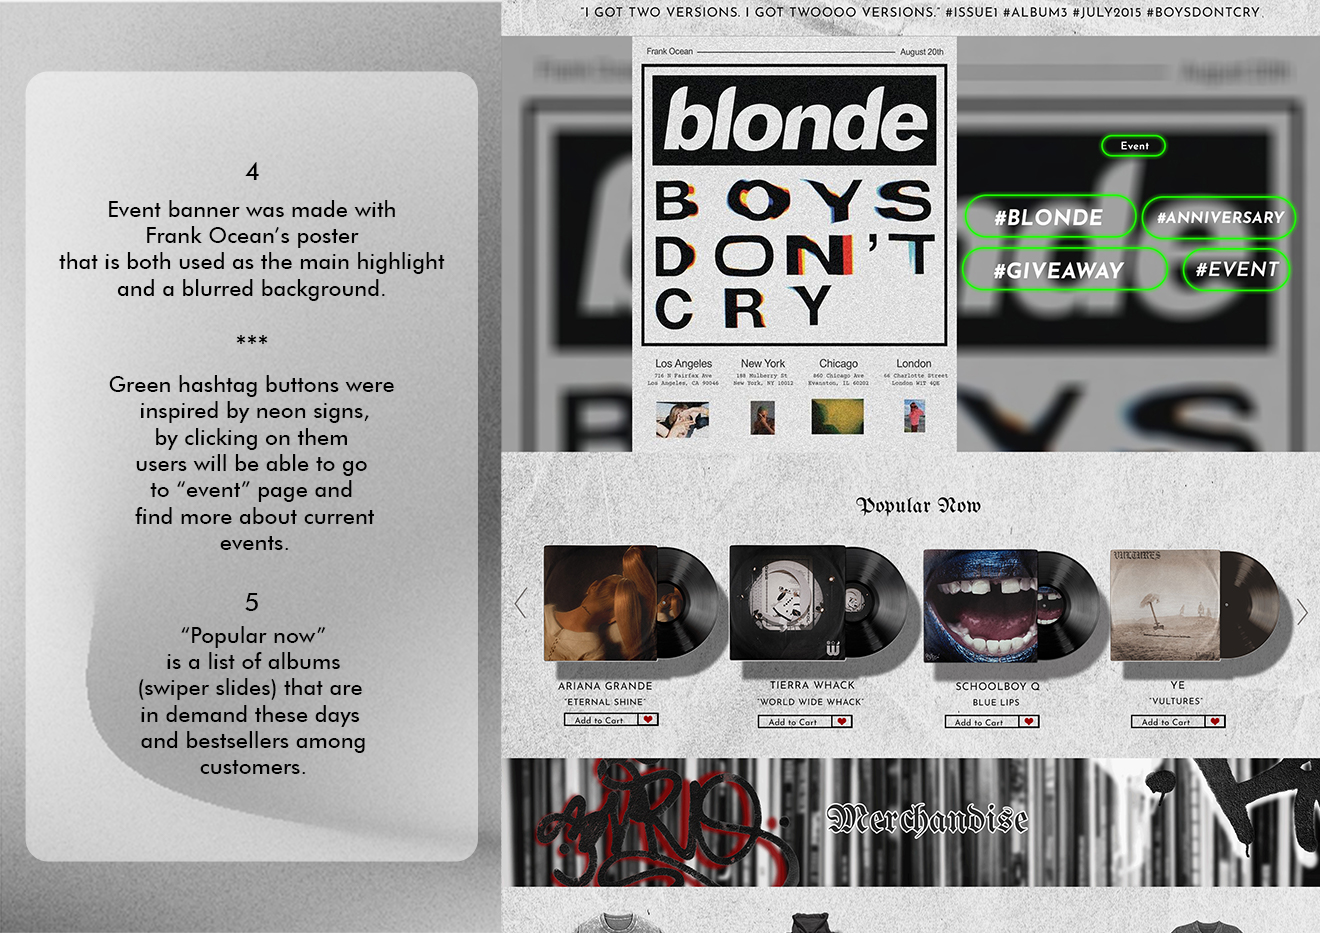 4
Event banner was made with
Frank Ocean's poster
that is both used as the main highlight
and a blurred background.
***
Green hashtag buttons were
inspired by neon signs,
by clicking on them
users will be able to go
to “event” page and
find more about current
events.
5
“Popular now”
is a list of albums
(swiper slides) that are
in demand these days
and bestsellers among
customers.
"I GOT TWO VERSIONS. I GOT TWOOOO VERSIONS." #ISSUE1 #ALBUM3 #JULY2015 #BOYSDONTCRY
Frank Ocean August 20th
blonde
BOYS
DON'T
CRY
Los Angeles New York Chicago London
716 N Fairfax Ave 188 Mulberry St 860 Chicago Ave 66 Charlotte Street
Los Angeles, CA 90046 New York, NY 10012 Evanston, IL 60202 London W1T 4QE
Event
#BLONDE #ANNIVERSARY
#GIVEAWAY #EVENT
Popular Now
VULTURES
ARIANA GRANDE TIERRA WHACK SCHOOLBOY Q YE
"ETERNAL SHINE" "WORLD WIDE WHACK" BLUE LIPS "VULTURES"
Add to Cart Add to Cart Add to Cart Add to Cart
Merchandise